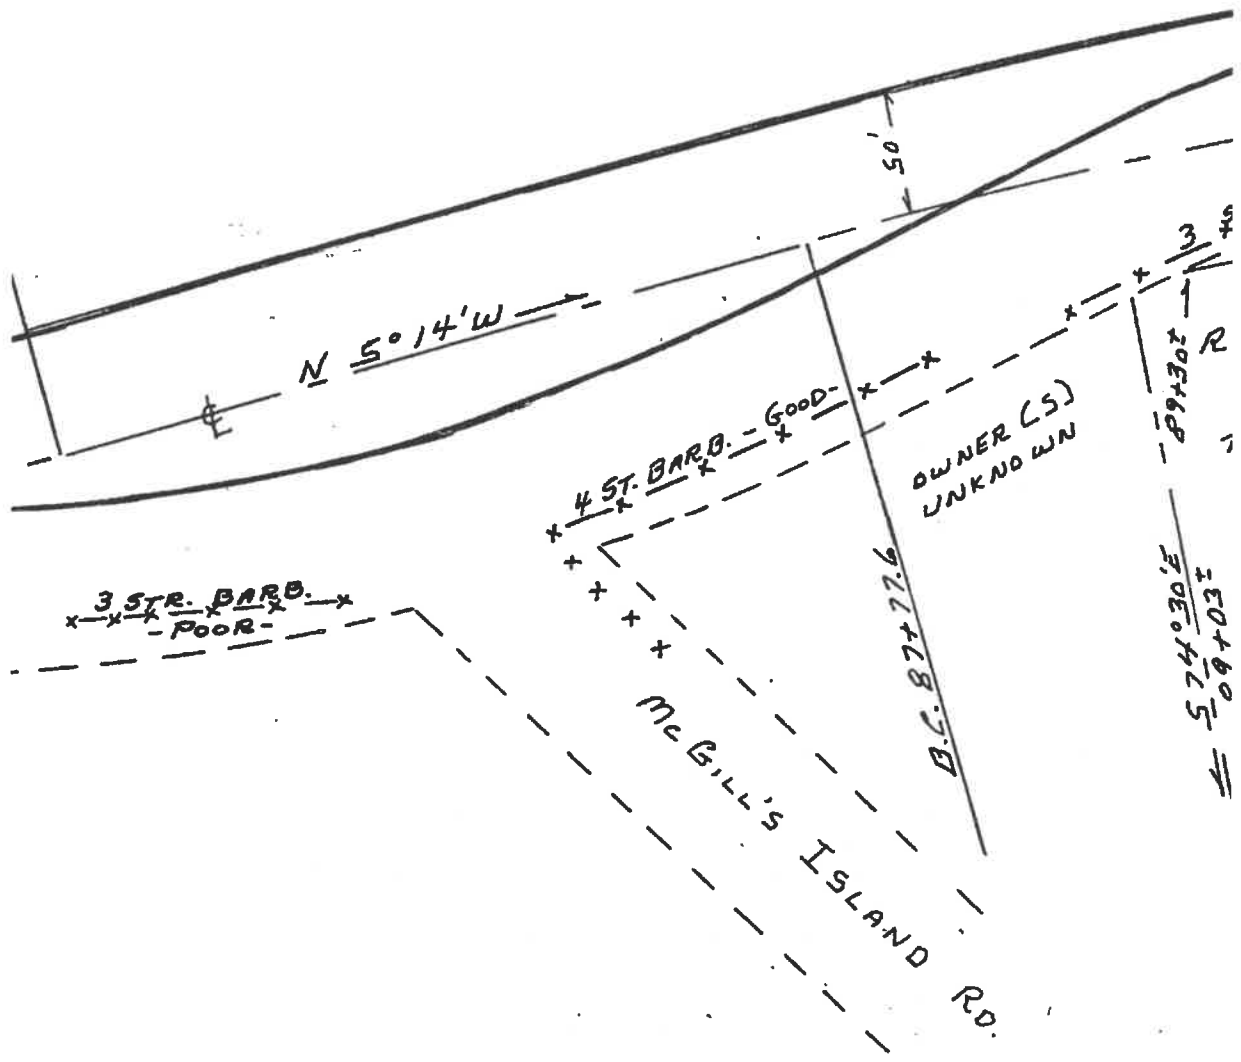 50'
N 5° 14' W
℄
4 ST. BARB. - GOOD-
3 STR. BARB.
- POOR -
OWNER (S)
UNKNOWN
B.C. 87+77.6
MCGILL'S ISLAND RD.
3
89+30±
R
S 74°30'E
09+03±